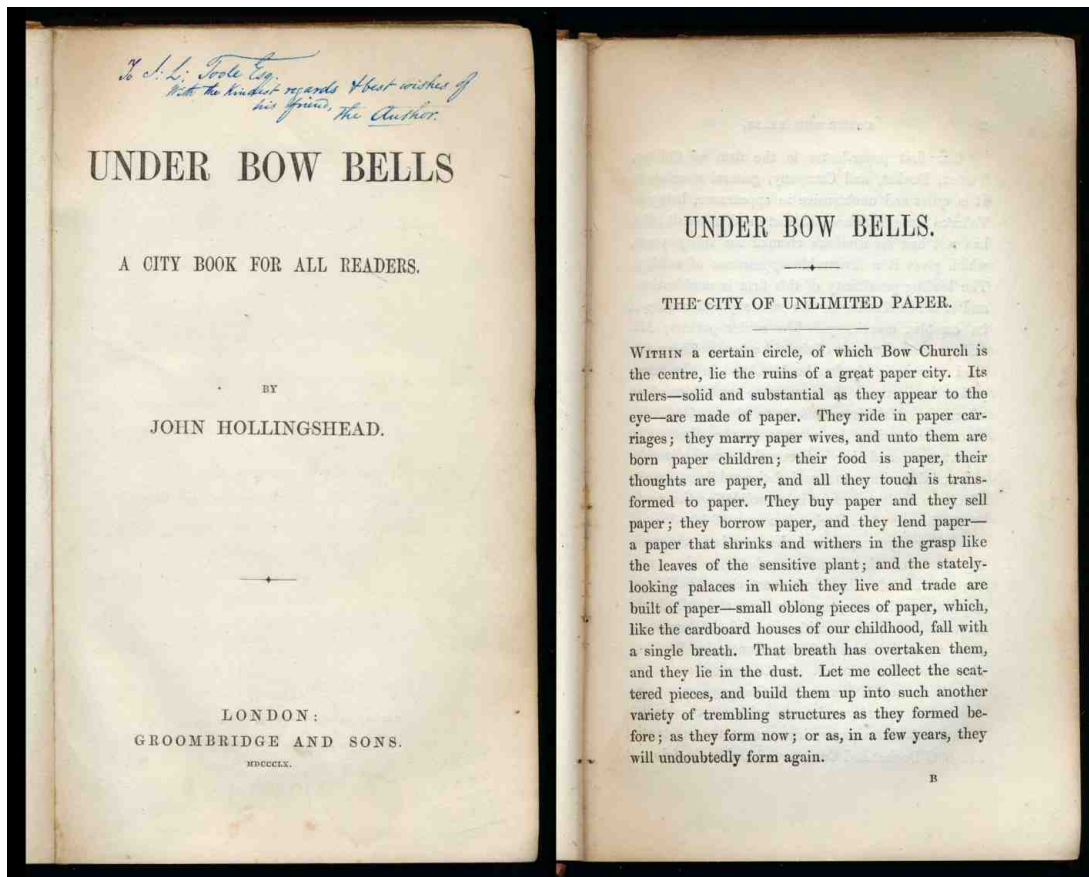 To J. L. Toole Esq.
With the Kindest regards & best wishes of
his friend, The Author.
UNDER BOW BELLS
A CITY BOOK FOR ALL READERS.
BY
JOHN HOLLINGSHEAD.
LONDON:
GROOMBRIDGE AND SONS.
MDCCCLX.
UNDER BOW BELLS.
THE CITY OF UNLIMITED PAPER.
WITHIN a certain circle, of which Bow Church is
the centre, lie the ruins of a great paper city. Its
rulers—solid and substantial as they appear to the
eye—are made of paper. They ride in paper car-
riages; they marry paper wives, and unto them are
born paper children; their food is paper, their
thoughts are paper, and all they touch is trans-
formed to paper. They buy paper and they sell
paper; they borrow paper, and they lend paper—
a paper that shrinks and withers in the grasp like
the leaves of the sensitive plant; and the stately-
looking palaces in which they live and trade are
built of paper—small oblong pieces of paper, which,
like the cardboard houses of our childhood, fall with
a single breath. That breath has overtaken them,
and they lie in the dust. Let me collect the scat-
tered pieces, and build them up into such another
variety of trembling structures as they formed be-
fore; as they form now; or as, in a few years, they
will undoubtedly form again.
B